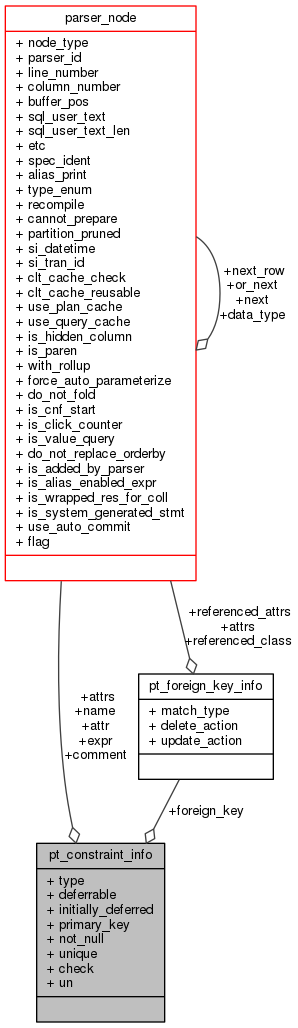 parser_node
+ node_type
+ parser_id
+ line_number
+ column_number
+ buffer_pos
+ sql_user_text
+ sql_user_text_len
+ etc
+ spec_ident
+ alias_print
+ type_enum
+ recompile
+ cannot_prepare
+ partition_pruned
+ si_datetime
+ si_tran_id
+ clt_cache_check
+ clt_cache_reusable
+ use_plan_cache
+ use_query_cache
+ is_hidden_column
+ is_paren
+ with_rollup
+ force_auto_parameterize
+ do_not_fold
+ is_cnf_start
+ is_click_counter
+ is_value_query
+ do_not_replace_orderby
+ is_added_by_parser
+ is_alias_enabled_expr
+ is_wrapped_res_for_coll
+ is_system_generated_stmt
+ use_auto_commit
+ flag
+next_row
+or_next
+next
+data_type
+referenced_attrs
+attrs
+referenced_class
pt_foreign_key_info
+ match_type
+ delete_action
+ update_action
+attrs
+name
+attr
+expr
+comment
+foreign_key
pt_constraint_info
+ type
+ deferrable
+ initially_deferred
+ primary_key
+ not_null
+ unique
+ check
+ un